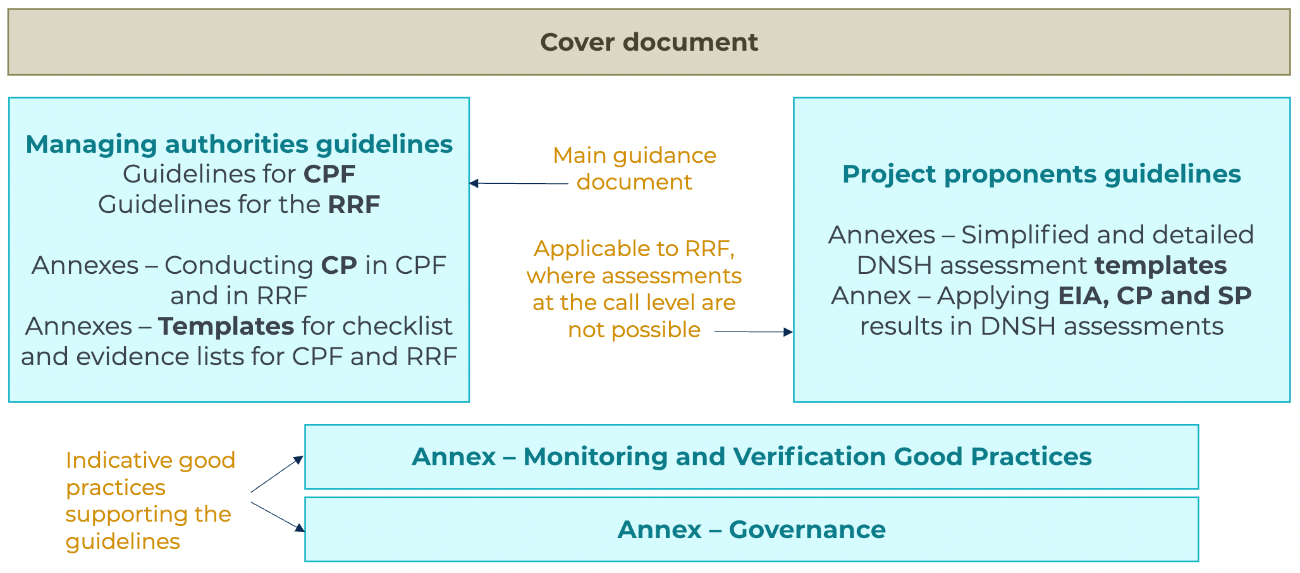 Cover document
Managing authorities guidelines
Guidelines for CPF
Guidelines for the RRF
Annexes – Conducting CP in CPF
and in RRF
Annexes – Templates for checklist
and evidence lists for CPF and RRF
Main guidance
document
Applicable to RRF,
where assessments
at the call level are
not possible
Project proponents guidelines
Annexes – Simplified and detailed
DNSH assessment templates
Annex – Applying EIA, CP and SP
results in DNSH assessments
Indicative good
practices
supporting the
guidelines
Annex – Monitoring and Verification Good Practices
Annex – Governance